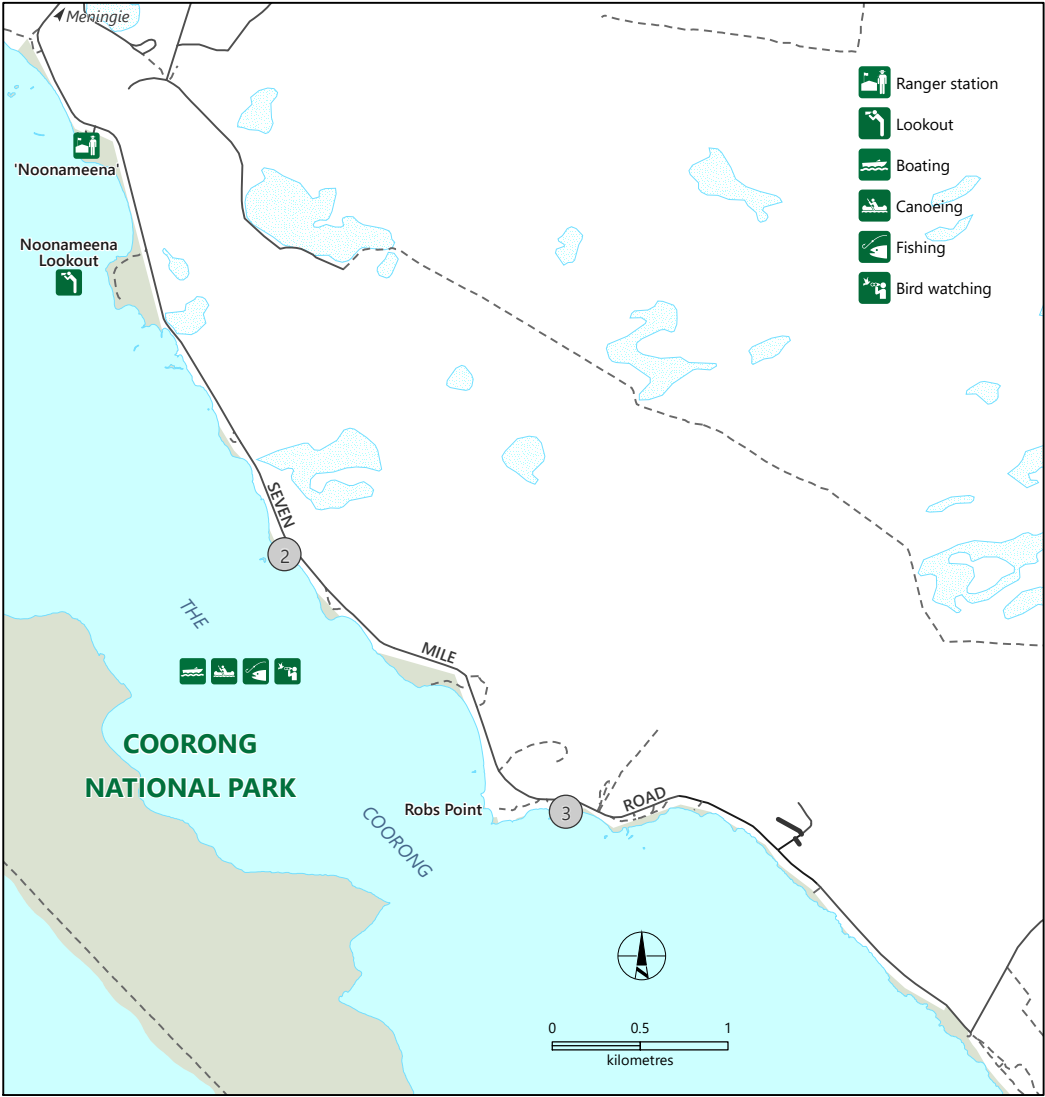 Meningie
Ranger station
Lookout
Boating
'Noonameena'
Canoeing
Noonameena
Lookout
Fishing
Bird watching
SEVEN
2
THE
MILE
COORONG
NATIONAL PARK
Robs Point
3
ROAD
COORONG
0 0.5 1
kilometres